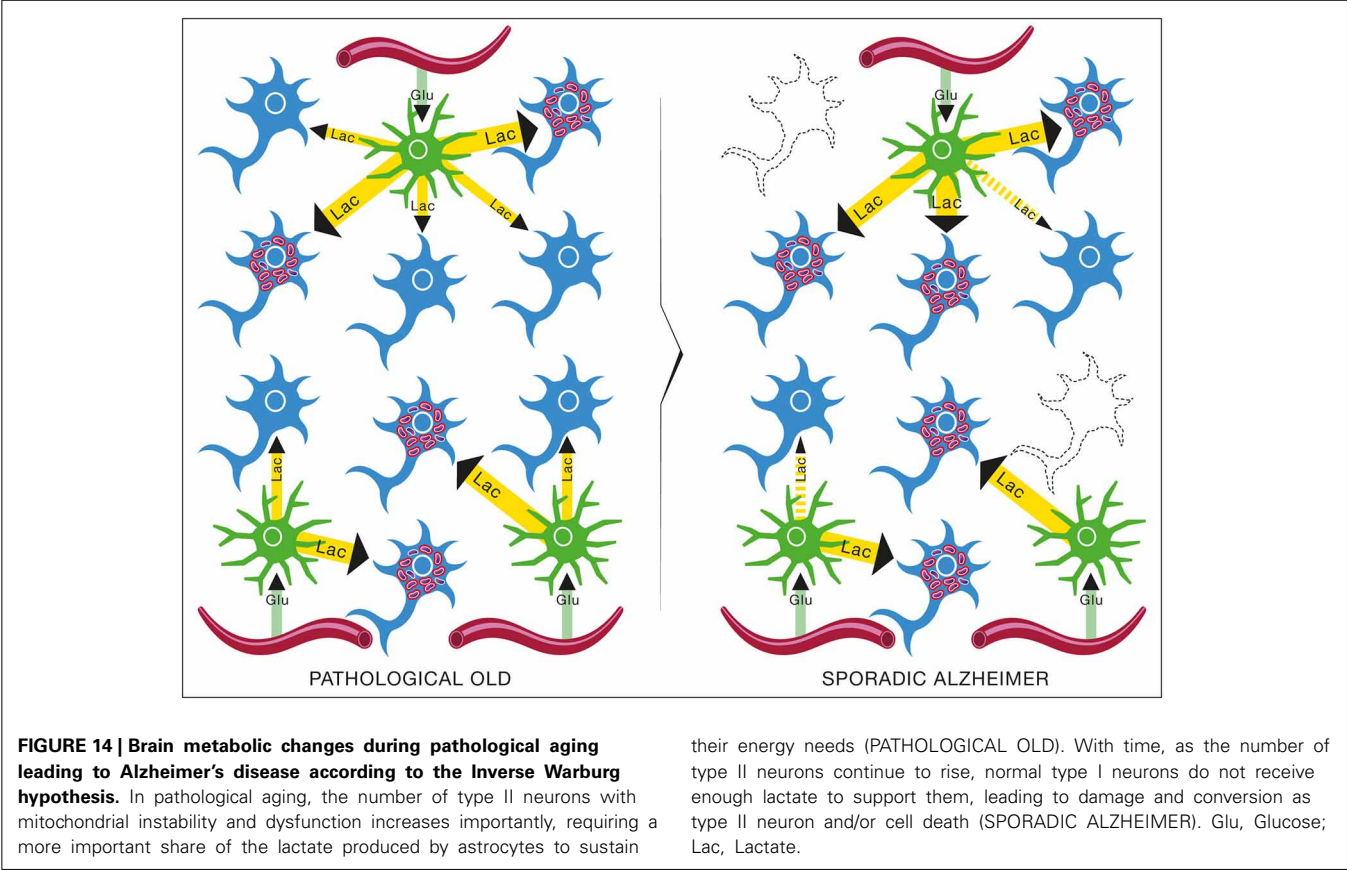 Glu
Lac
Lac
Lac
Lac
Lac
Lac
Lac
Lac
Lac
Glu
Glu
PATHOLOGICAL OLD
Glu
Lac
Lac
Lac
Lac
Lac
Lac
Lac
Glu
Glu
SPORADIC ALZHEIMER
FIGURE 14 | Brain metabolic changes during pathological aging
leading to Alzheimer's disease according to the Inverse Warburg
hypothesis. In pathological aging, the number of type II neurons with
mitochondrial instability and dysfunction increases importantly, requiring a
more important share of the lactate produced by astrocytes to sustain
their energy needs (PATHOLOGICAL OLD). With time, as the number of
type II neurons continue to rise, normal type I neurons do not receive
enough lactate to support them, leading to damage and conversion as
type II neuron and/or cell death (SPORADIC ALZHEIMER). Glu, Glucose;
Lac, Lactate.